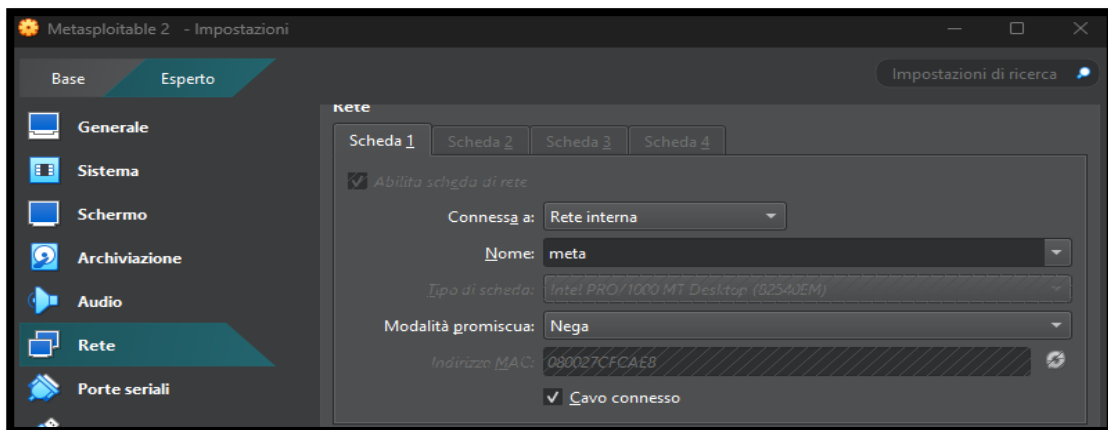 Metasploitable 2 - Impostazioni
Base
Esperto
Impostazioni di ricerca
Generale
Sistema
Schermo
Archiviazione
Audio
Rete
Porte seriali
Rete
Scheda 1
Scheda 2
Scheda 3
Scheda 4
Abilita scheda di rete
Connessa a: Rete interna
Nome: meta
Tipo di scheda: Intel PRO/1000 MT Desktop (82540EM)
Modalità promiscua: Nega
Indirizzo MAC: 080027CFCAE8
Cavo connesso